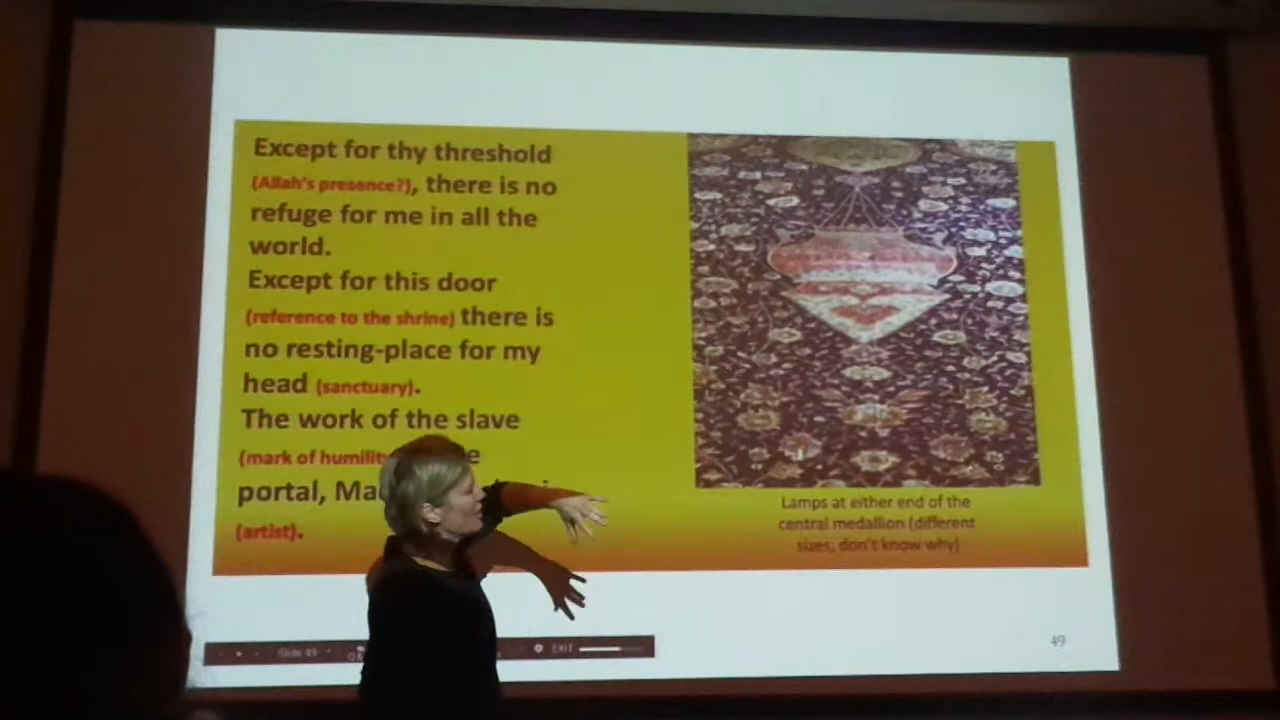 Except for thy threshold
(Allah's presence?), there is no
refuge for me in all the
world.
Except for this door
(reference to the shrine) there is
no resting-place for my
head (sanctuary).
The work of the slave
(mark of humility
portal,
(artist).
Lamps at either end of the
central medallion (different
sizes, don't know why)
Slide 49
EXIT
49